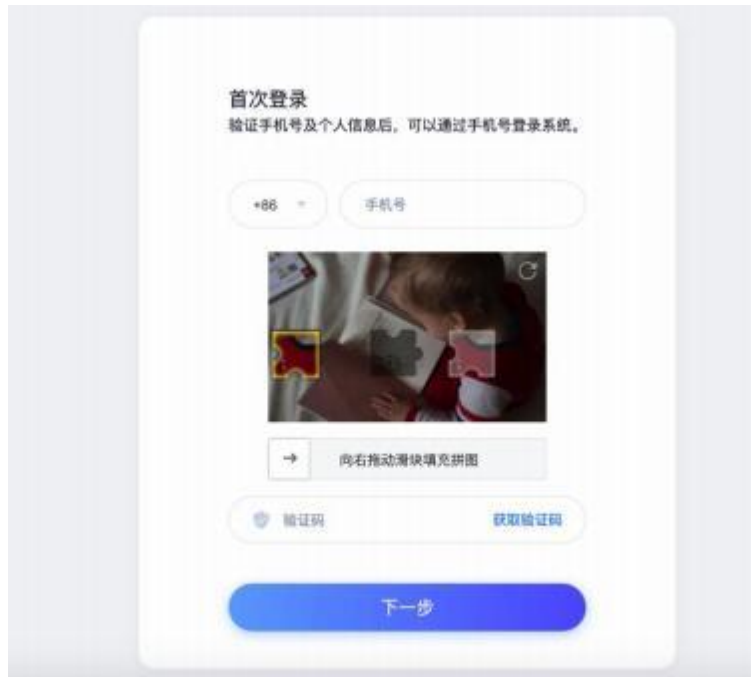 首次登录
验证手机号及个人信息后，可以通过手机号登录系统。
+86
手机号
向右拖动滑块填充拼图
验证码
获取验证码
下一步